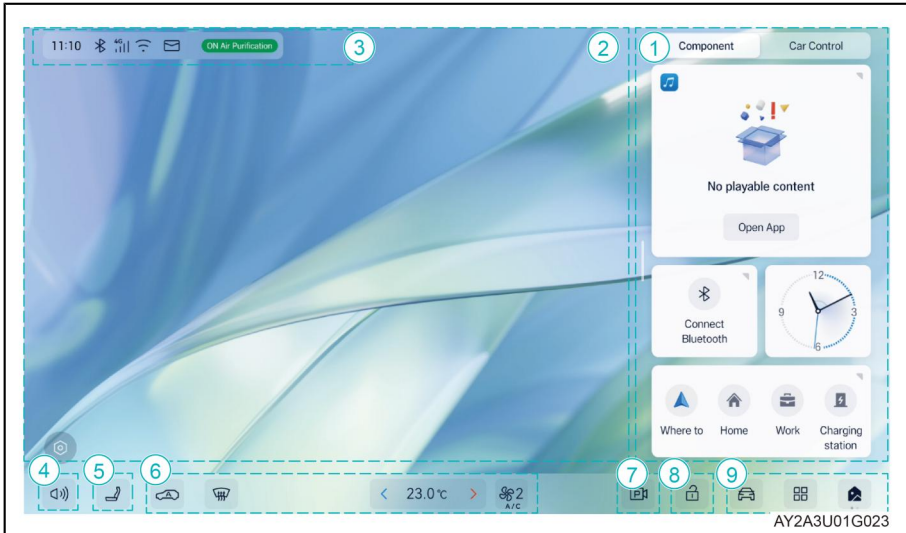 11:10
4G
ON Air Purification
3
2
1
Component
Car Control
No playable content
Open App
Connect
Bluetooth
12
3
6
9
Where to
Home
Work
Charging
station
4
5
6
23.0 °C
2
A/C
7
P
8
9
AY2A3U01G023